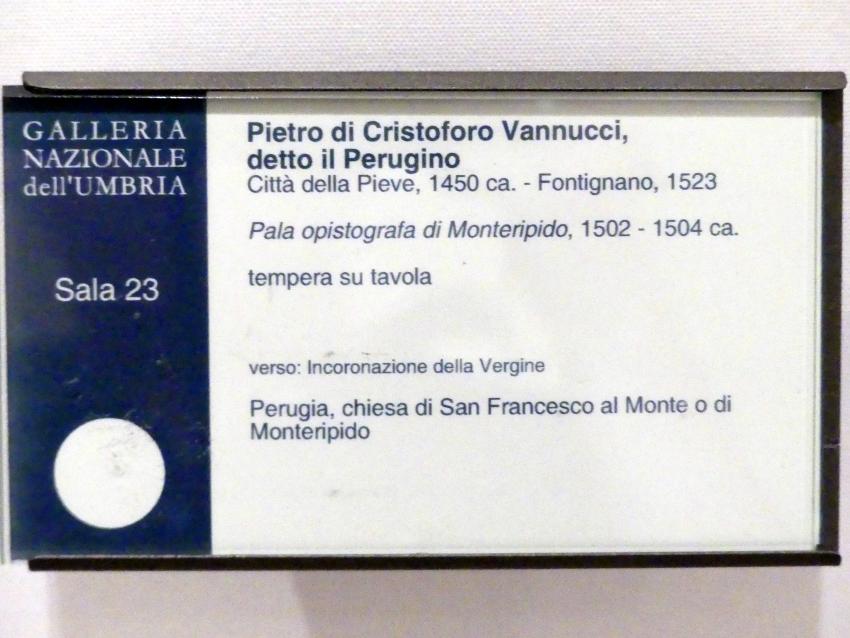 GALLERIA
NAZIONALE
dell'UMBRIA
Sala 23
Pietro di Cristoforo Vannucci,
detto il Perugino
Città della Pieve, 1450 ca. - Fontignano, 1523
Pala opistografa di Monteripido, 1502 - 1504 ca.
tempera su tavola
verso: Incoronazione della Vergine
Perugia, chiesa di San Francesco al Monte o di
Monteripido